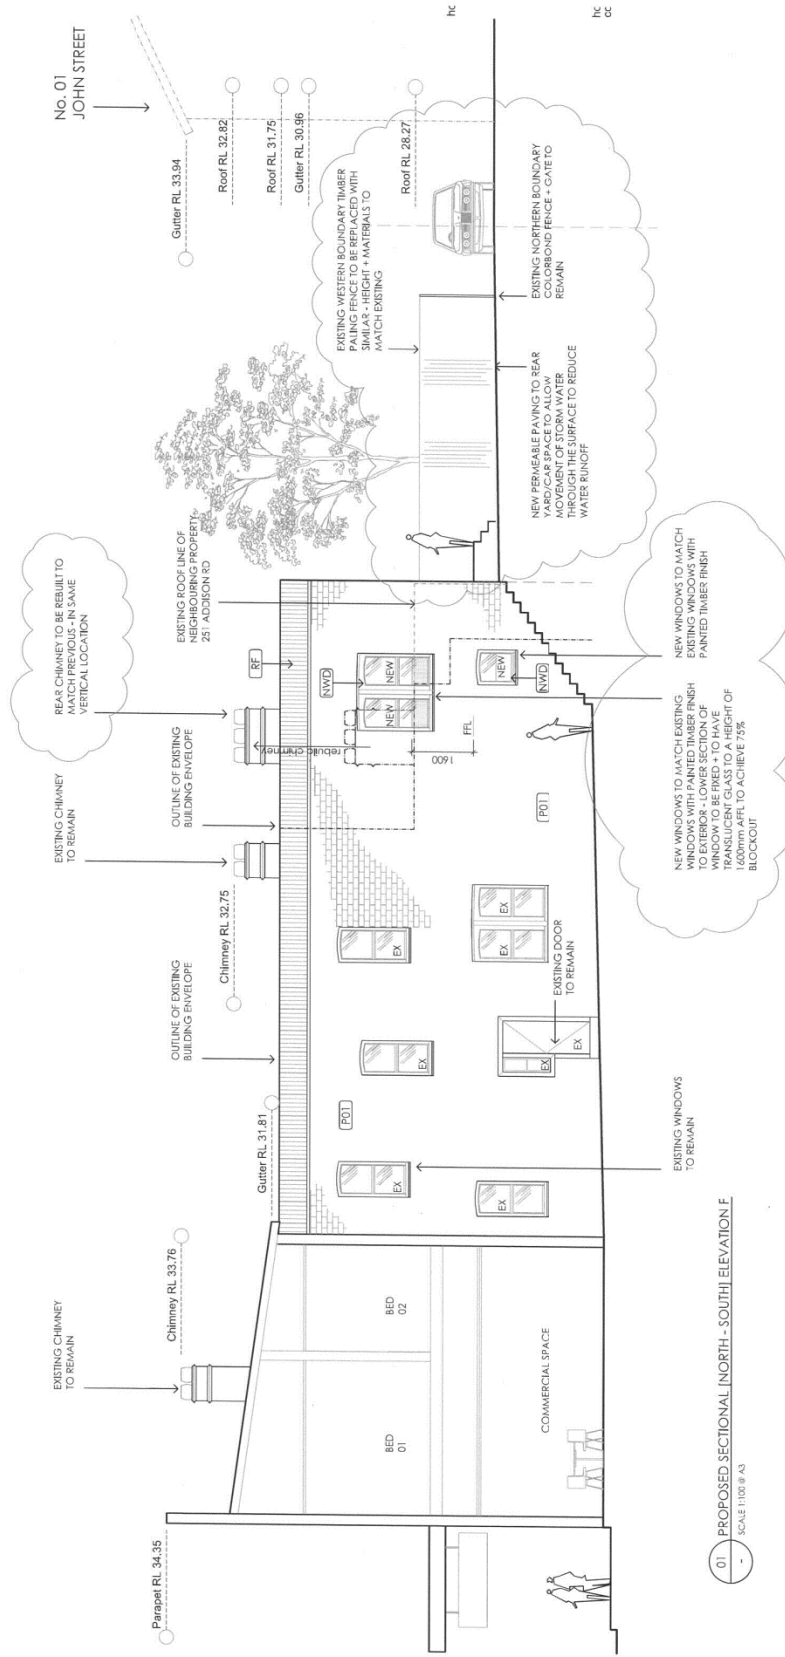 No. 01
JOHN STREET
Gutter RL 33.94
Roof RL 32.82
Roof RL 31.75
Gutter RL 30.96
Roof RL 28.27
hc
hc
cc
EXISTING WESTERN BOUNDARY TIMBER
PALING FENCE TO BE REPLACED WITH
SIMILAR - HEIGHT + MATERIALS TO
MATCH EXISTING
EXISTING NORTHERN BOUNDARY
COLORBOND FENCE + GATE TO
REMAIN
NEW PERMEABLE PAVING TO REAR
YARD/CAR SPACE TO ALLOW
MOVEMENT OF STORM WATER
THROUGH THE SURFACE TO REDUCE
WATER RUNOFF
REAR CHIMNEY TO BE REBUILT TO
MATCH PREVIOUS - IN SAME
VERTICAL LOCATION
EXISTING ROOF LINE OF
NEIGHBOURING PROPERTY
251 ADDISON RD
RF
NWD
NEW
NEW
NEW
NWD
FFL
1600
rebuild chimney
OUTLINE OF EXISTING
BUILDING ENVELOPE
EXISTING CHIMNEY
TO REMAIN
Chimney RL 32.75
NEW WINDOWS TO MATCH
EXISTING WINDOWS WITH
PAINTED TIMBER FINISH
NEW WINDOWS TO MATCH EXISTING
WINDOWS WITH PAINTED TIMBER FINISH
TO EXTERIOR - LOWER SECTION OF
WINDOW TO BE FIXED + TO HAVE
TRANSLUCENT GLASS TO A HEIGHT OF
1600mm AFFL TO ACHIEVE 75%
BLOCKOUT
P01
EX
EX
EX
EXISTING DOOR
TO REMAIN
OUTLINE OF EXISTING
BUILDING ENVELOPE
EX
EX
EX
Gutter RL 31.81
P01
EX
EX
EXISTING WINDOWS
TO REMAIN
Chimney RL 33.76
EXISTING CHIMNEY
TO REMAIN
BED
02
BED
01
COMMERCIAL SPACE
Parapet RL 34.35
01
-
PROPOSED SECTIONAL [NORTH - SOUTH] ELEVATION F
SCALE 1:100 @ A3